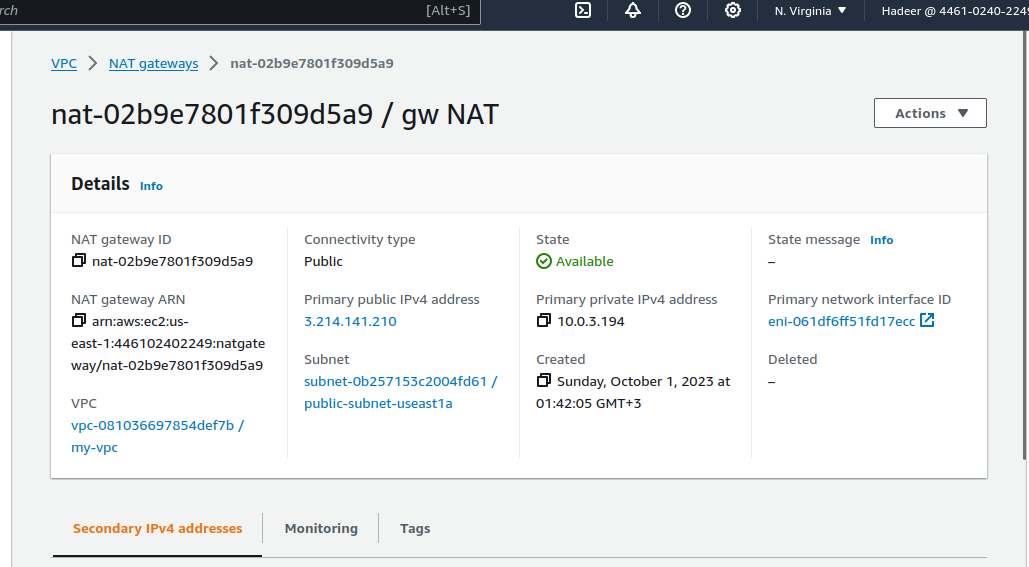 rch [Alt+S] N. Virginia ▼ Hadeer @ 4461-0240-2249
VPC > NAT gateways > nat-02b9e7801f309d5a9
nat-02b9e7801f309d5a9 / gw NAT
Actions ▼
Details Info
NAT gateway ID
nat-02b9e7801f309d5a9
NAT gateway ARN
arn:aws:ec2:us-
east-1:446102402249:natgate
way/nat-02b9e7801f309d5a9
VPC
vpc-081036697854def7b /
my-vpc
Connectivity type
Public
Primary public IPv4 address
3.214.141.210
Subnet
subnet-0b257153c2004fd61 /
public-subnet-useast1a
State
Available
Primary private IPv4 address
10.0.3.194
Created
Sunday, October 1, 2023 at
01:42:05 GMT+3
State message Info
–
Primary network interface ID
eni-061df6ff51fd17ecc
Deleted
–
Secondary IPv4 addresses
Monitoring
Tags